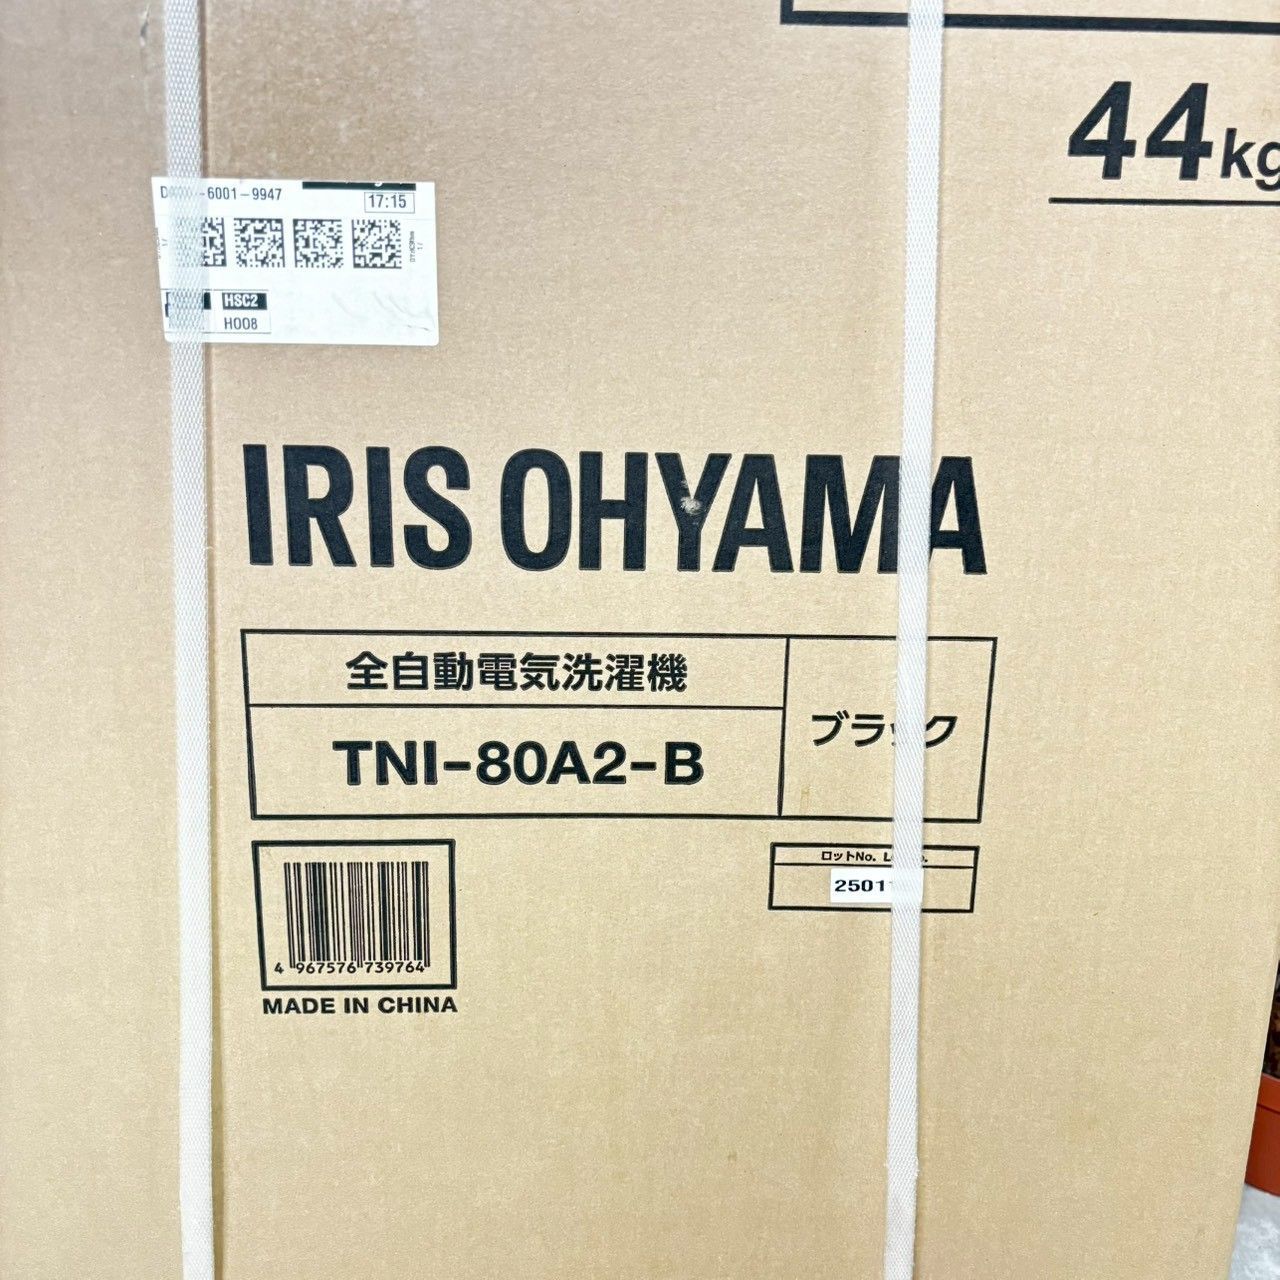 44kg
6001-9947
17:15
HSC2
H008
IRIS OHYAMA
全自動電気洗濯機
ブラック
TNI-80A2-B
ロットNo.
4 967576 739764
MADE IN CHINA